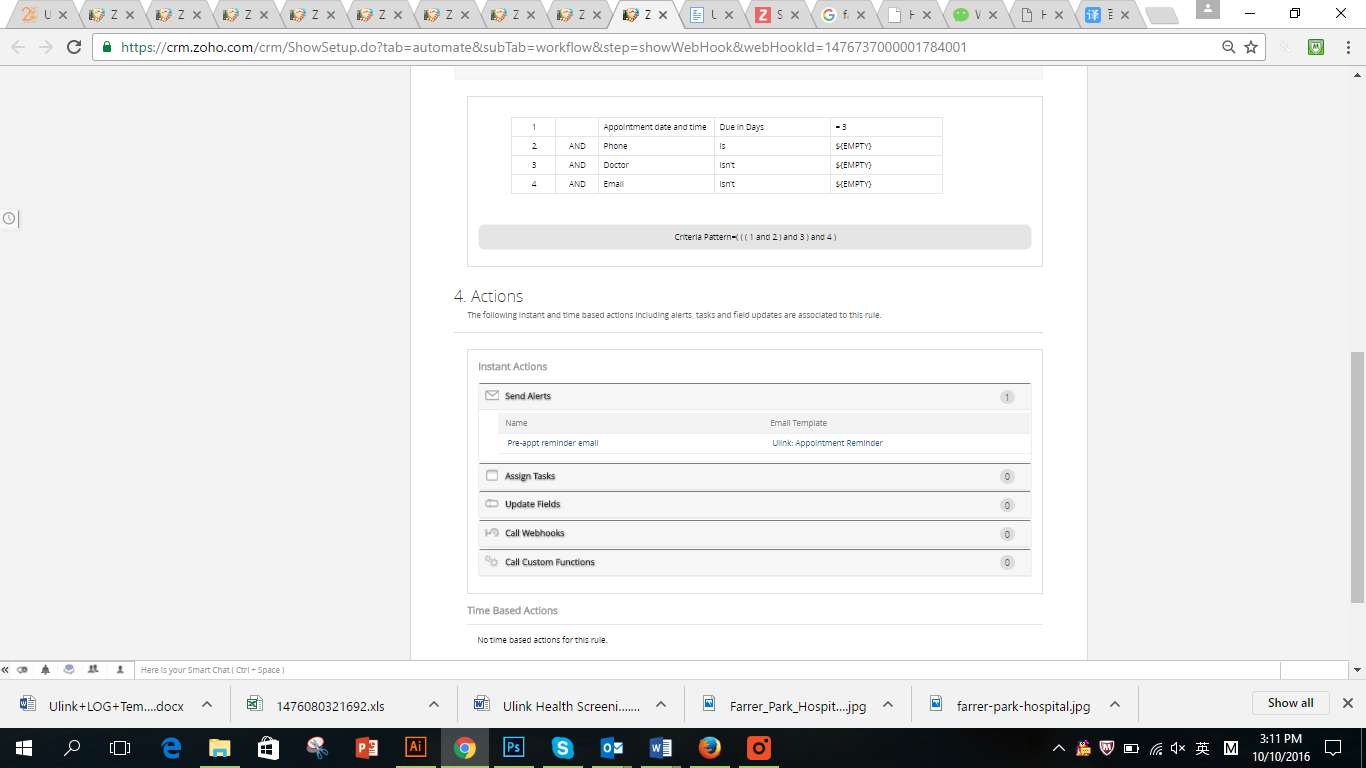 U
Z
Z
Z
Z
Z
Z
Z
Z
Z
U
S
f
H
V
H
E
https://crm.zoho.com/crm/ShowSetup.do?tab=automate&subTab=workflow&step=showWebHook&webHookId=1476737000001784001
1 Appointment date and time Due in Days = 3
2 AND Phone is ${EMPTY}
3 AND Doctor isn't ${EMPTY}
4 AND Email isn't ${EMPTY}
Criteria Pattern=( ( ( 1 and 2 ) and 3 ) and 4 )
4. Actions
The following instant and time based actions including alerts, tasks and field updates are associated to this rule.
Instant Actions
Send Alerts 1
Name Email Template
Pre-appt reminder email Ulink: Appointment Reminder
Assign Tasks 0
Update Fields 0
Call Webhooks 0
Call Custom Functions 0
Time Based Actions
No time based actions for this rule.
Here is your Smart Chat ( Ctrl + Space )
Ulink+LOG+Tem....docx 1476080321692.xls Ulink Health Screeni....... Farrer_Park_Hospit....jpg farrer-park-hospital.jpg Show all
英 M 3:11 PM
10/10/2016